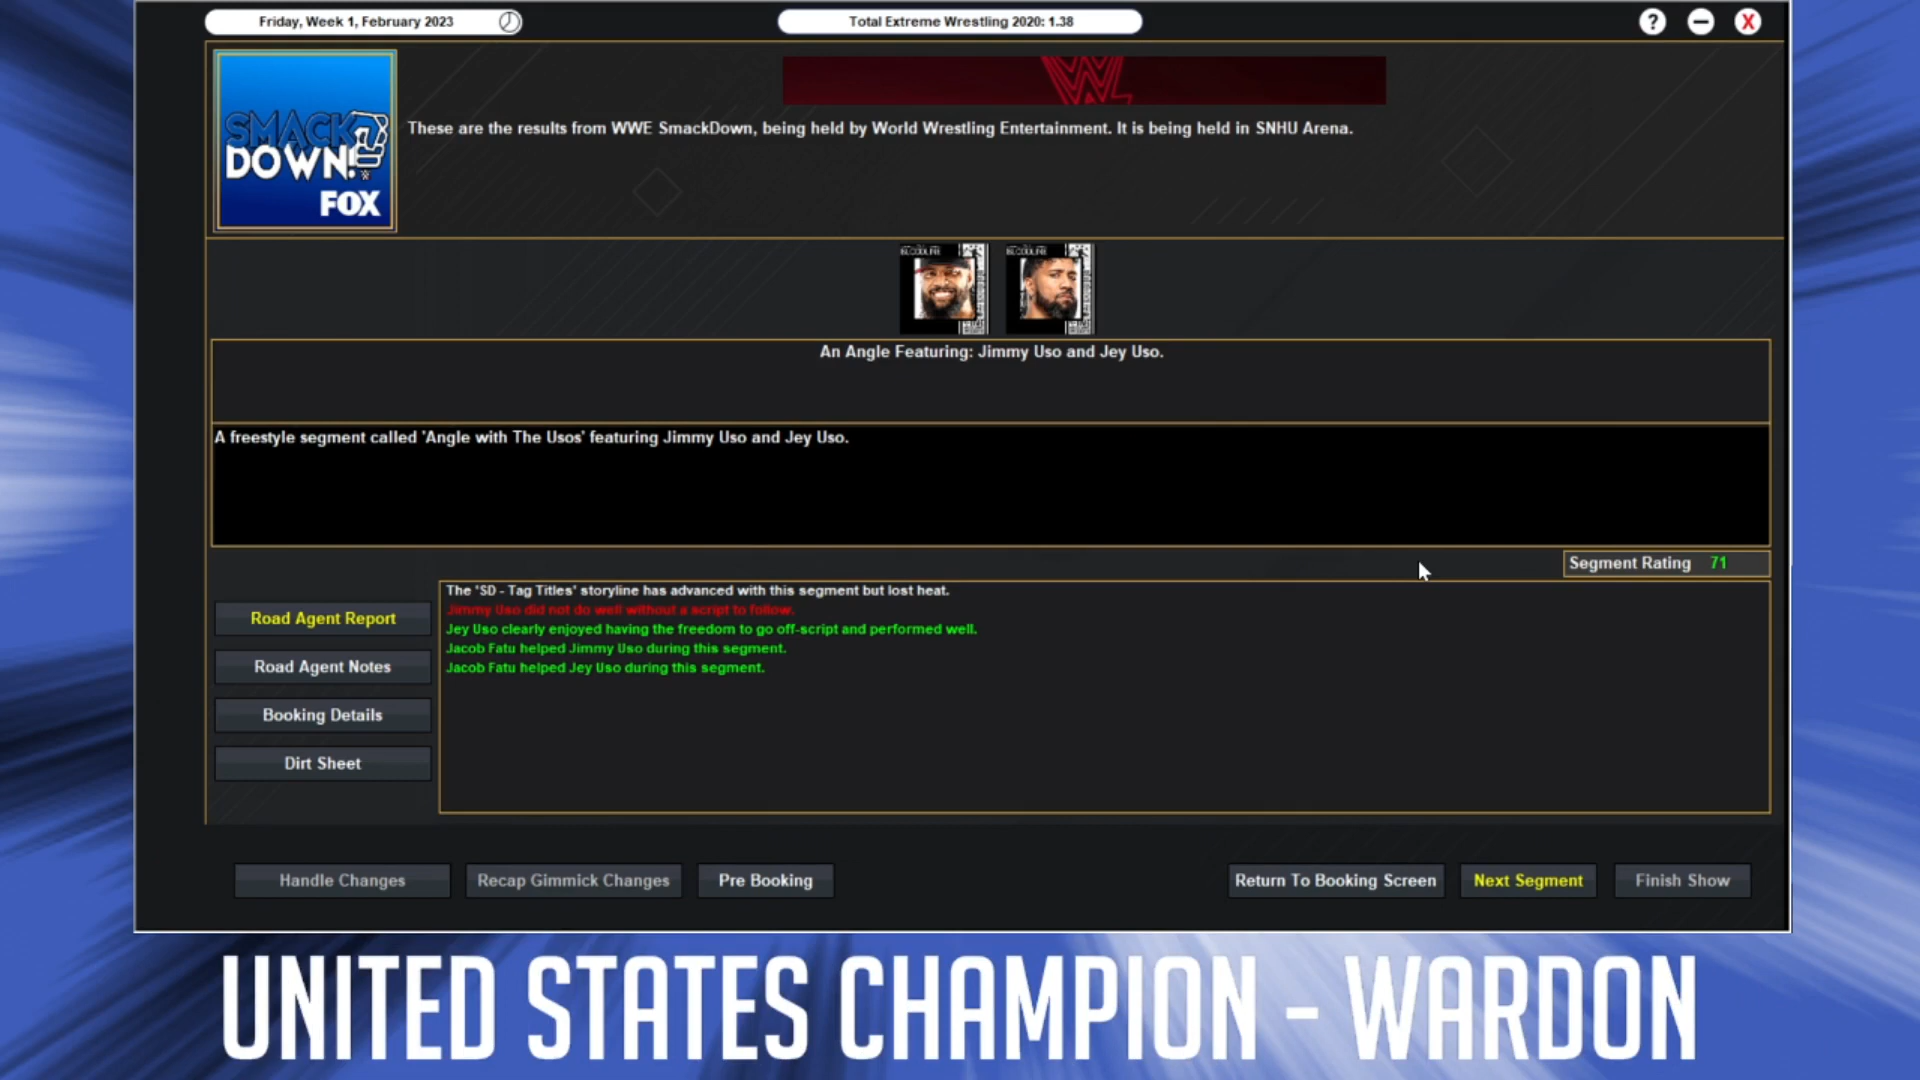 Friday, Week 1, February 2023
Total Extreme Wrestling 2020: 1.38
?
X
SMACK
DOWN!
FOX
These are the results from WWE SmackDown, being held by World Wrestling Entertainment. It is being held in SNHU Arena.
BLOODLINE
BLOODLINE
An Angle Featuring: Jimmy Uso and Jey Uso.
A freestyle segment called 'Angle with The Usos' featuring Jimmy Uso and Jey Uso.
Segment Rating 71
The 'SD - Tag Titles' storyline has advanced with this segment but lost heat.
Jimmy Uso did not do well without a script to follow.
Jey Uso clearly enjoyed having the freedom to go off-script and performed well.
Jacob Fatu helped Jimmy Uso during this segment.
Jacob Fatu helped Jey Uso during this segment.
Road Agent Report
Road Agent Notes
Booking Details
Dirt Sheet
Handle Changes
Recap Gimmick Changes
Pre Booking
Return To Booking Screen
Next Segment
Finish Show
UNITED STATES CHAMPION - WARDON